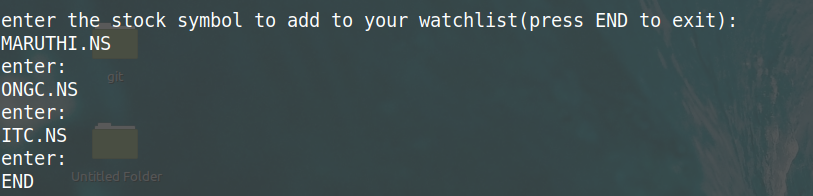 enter the stock symbol to add to your watchlist(press END to exit):
MARUTHI.NS
git
enter:
ONGC.NS
enter:
ITC.NS
enter:
Untitled Folder
END